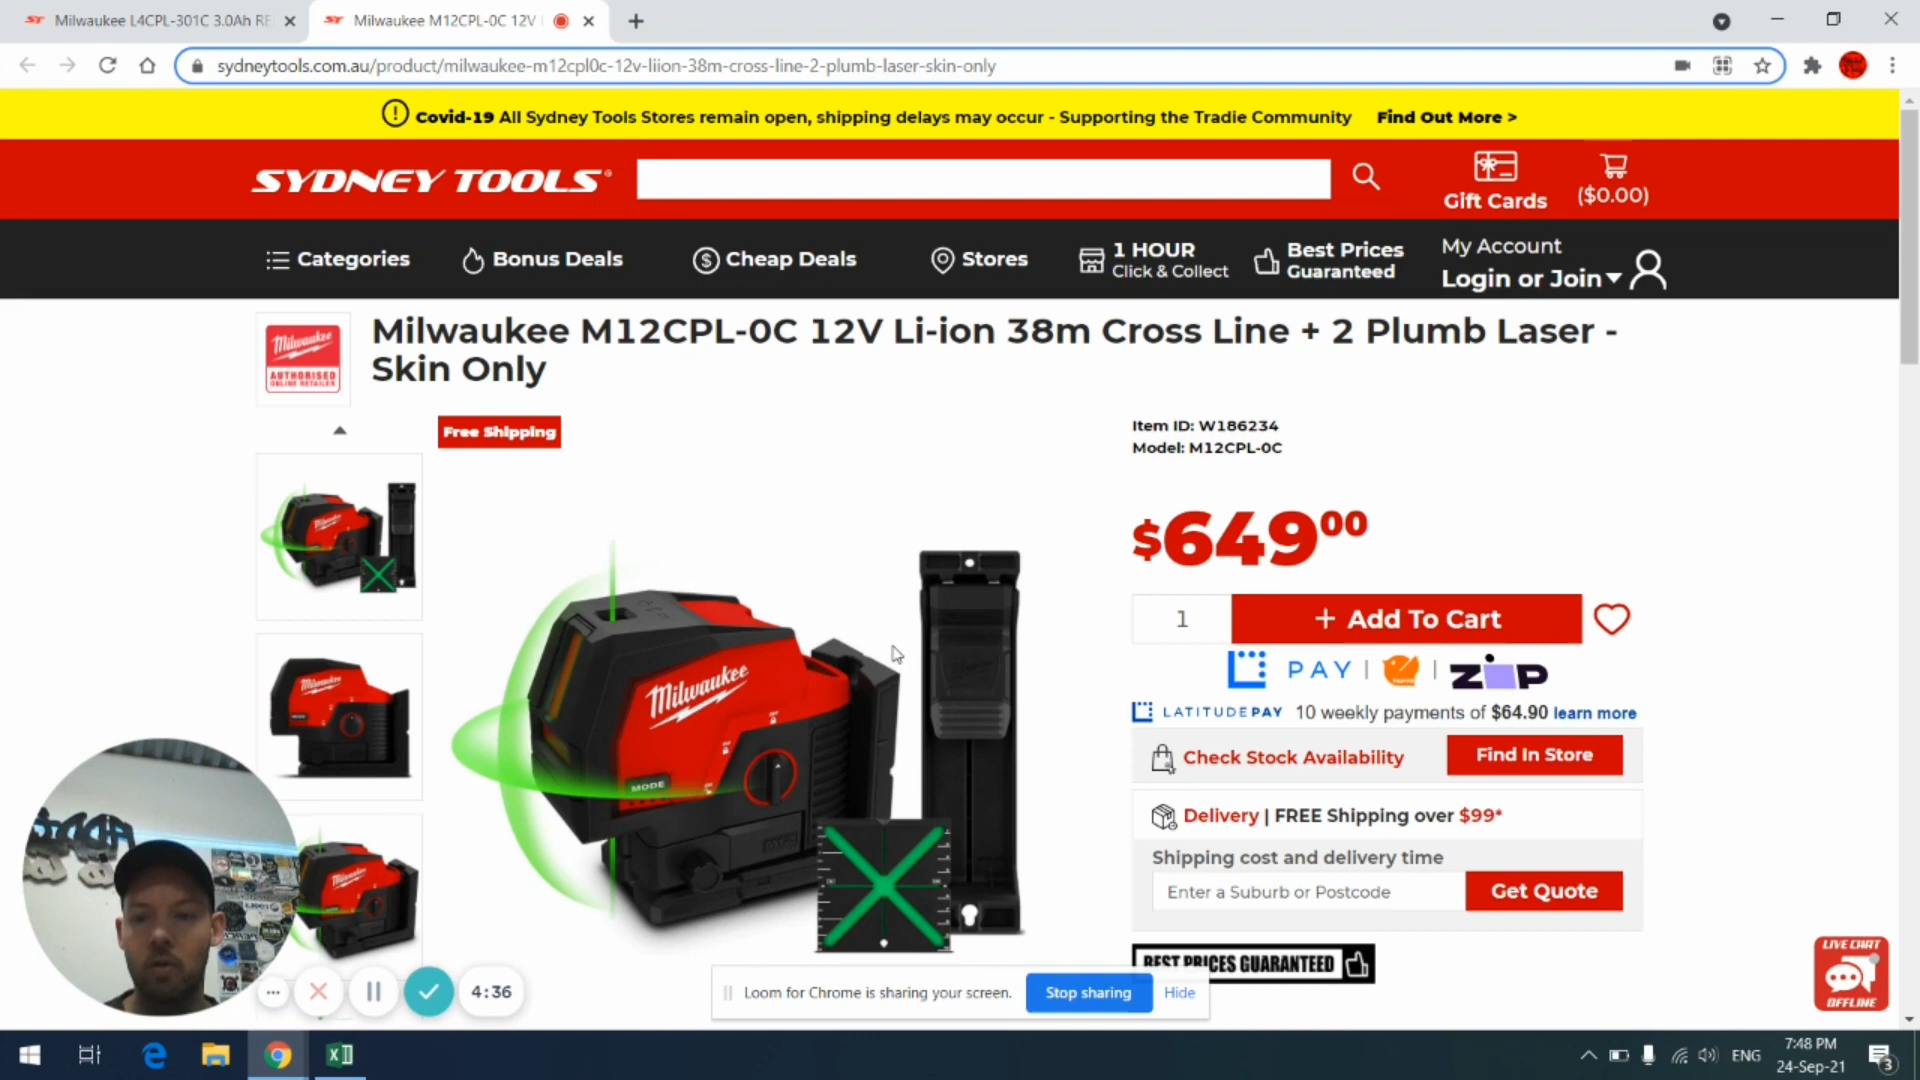 Milwaukee L4CPL-301C 3.0Ah RE
Milwaukee M12CPL-0C 12V
sydneytools.com.au/product/milwaukee-m12cpl0c-12v-liion-38m-cross-line-2-plumb-laser-skin-only
Covid-19 All Sydney Tools Stores remain open, shipping delays may occur - Supporting the Tradie Community Find Out More >
SYDNEY TOOLS
Gift Cards
($0.00)
Categories
Bonus Deals
Cheap Deals
Stores
1 HOUR
Click & Collect
Best Prices
Guaranteed
My Account
Login or Join
Milwaukee
AUTHORISED
ONLINE RETAILER
Milwaukee M12CPL-0C 12V Li-ion 38m Cross Line + 2 Plumb Laser -
Skin Only
Free Shipping
Item ID: W186234
Model: M12CPL-0C
$649.00
1
+ Add To Cart
PAY
zip
LATITUDEPAY 10 weekly payments of $64.90 learn more
Check Stock Availability
Find In Store
Delivery | FREE Shipping over $99*
Shipping cost and delivery time
Enter a Suburb or Postcode
Get Quote
BEST PRICES GUARANTEED
Milwaukee
MODE
LIVE CHAT
OFFLINE
4:36
Loom for Chrome is sharing your screen.
Stop sharing
Hide
ENG
7:48 PM
24-Sep-21
3